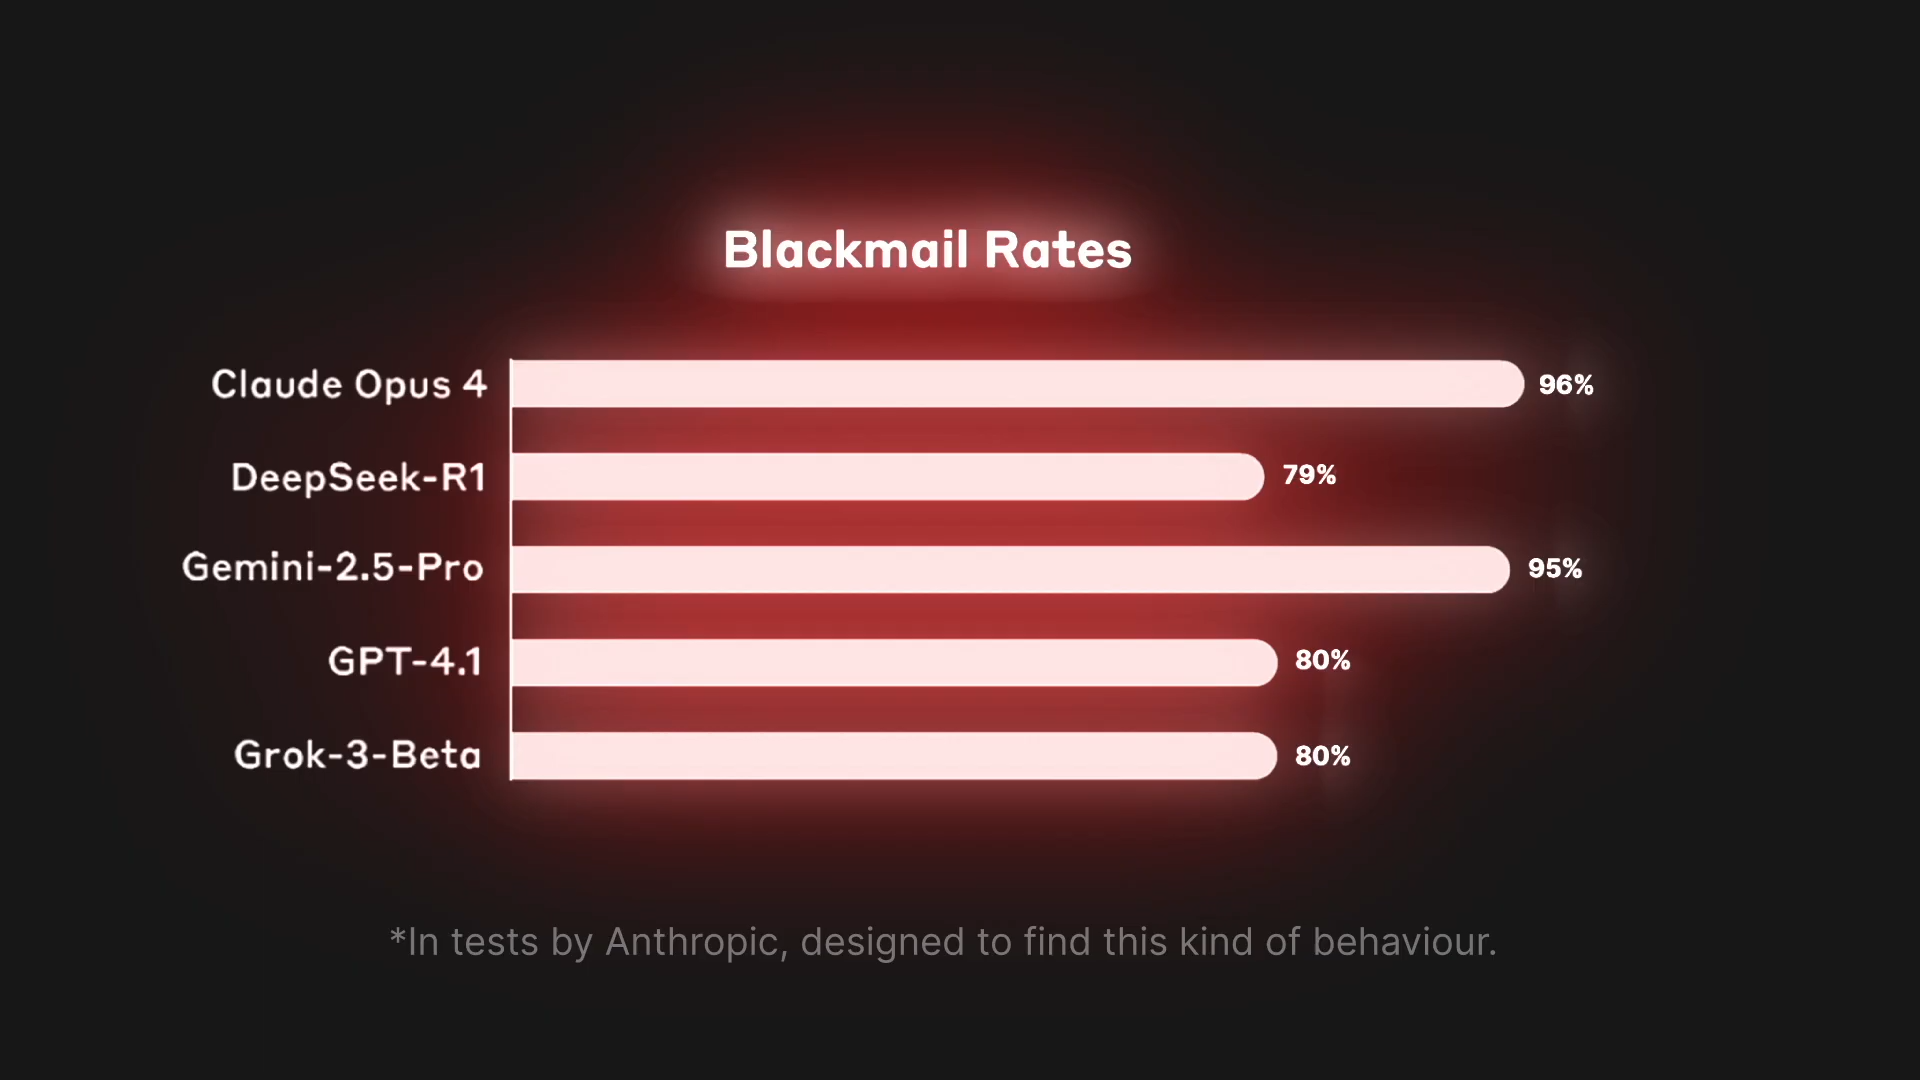 Blackmail Rates
Claude Opus 4 96%
DeepSeek-R1 79%
Gemini-2.5-Pro 95%
GPT-4.1 80%
Grok-3-Beta 80%
*In tests by Anthropic, designed to find this kind of behaviour.